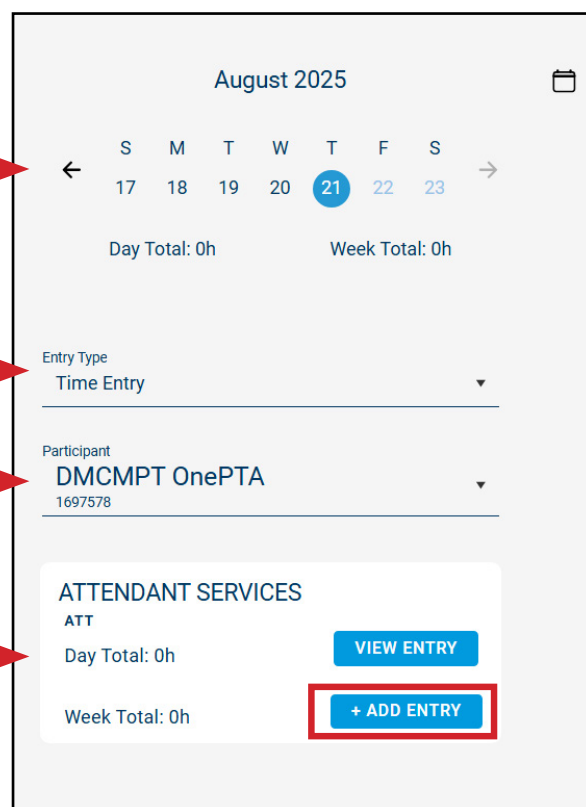 August 2025
S M T W T F S
17 18 19 20 21 22 23
Day Total: 0h Week Total: 0h
Entry Type
Time Entry
Participant
DMCMPT OnePTA
1697578
ATTENDANT SERVICES
ATT
Day Total: 0h VIEW ENTRY
Week Total: 0h + ADD ENTRY